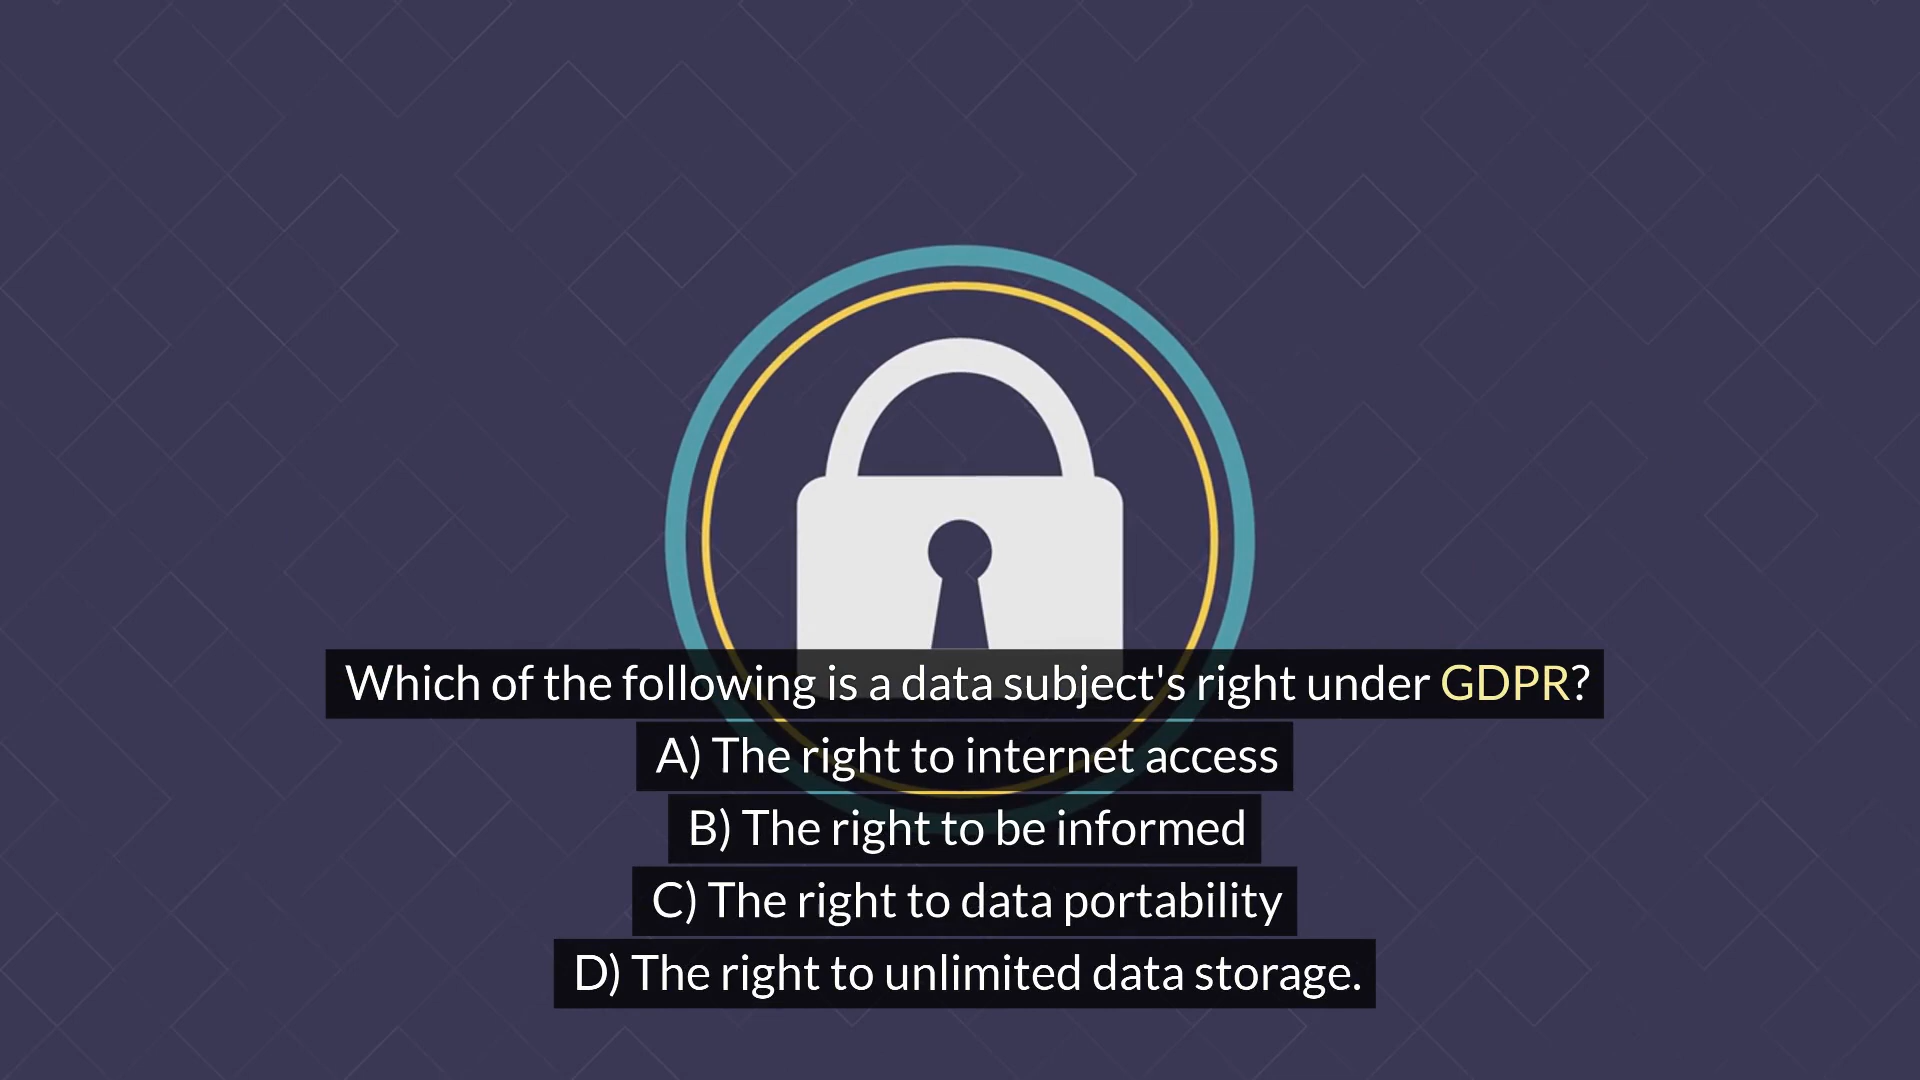 Which of the following is a data subject's right under GDPR?
A) The right to internet access
B) The right to be informed
C) The right to data portability
D) The right to unlimited data storage.